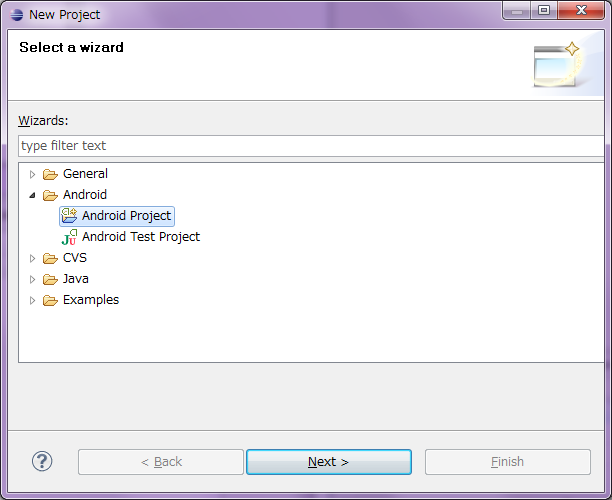 New Project
Select a wizard
Wizards:
type filter text
General
Android
Android Project
Android Test Project
CVS
Java
Examples
< Back
Next >
Finish